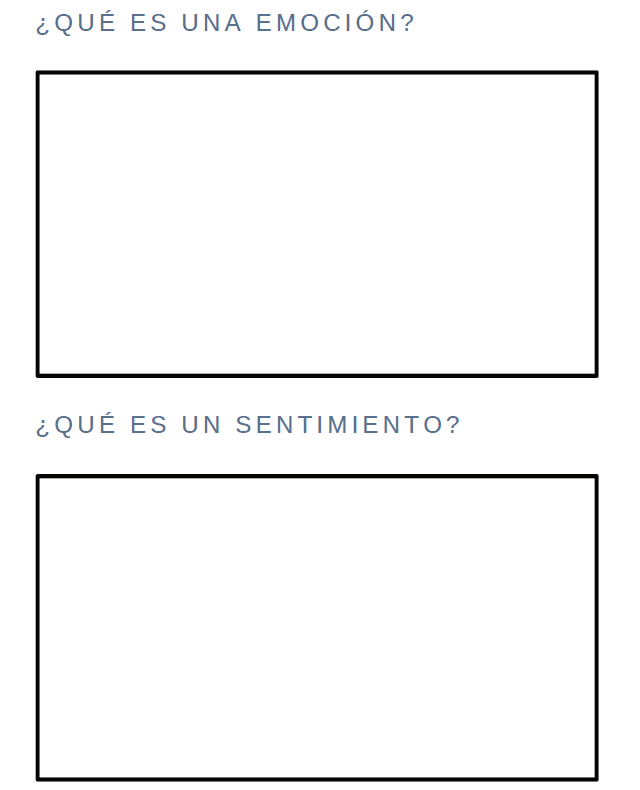 ¿QUÉ ES UNA EMOCIÓN?
¿QUÉ ES UN SENTIMIENTO?